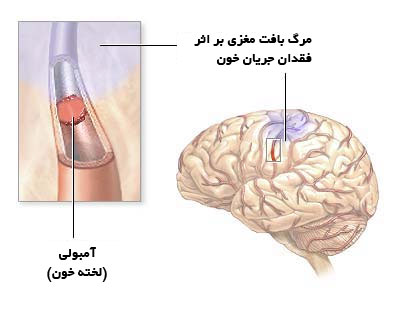 مرگ بافت مغزی بر اثر
فقدان جریان خون
آمبولی
(لخته خون)